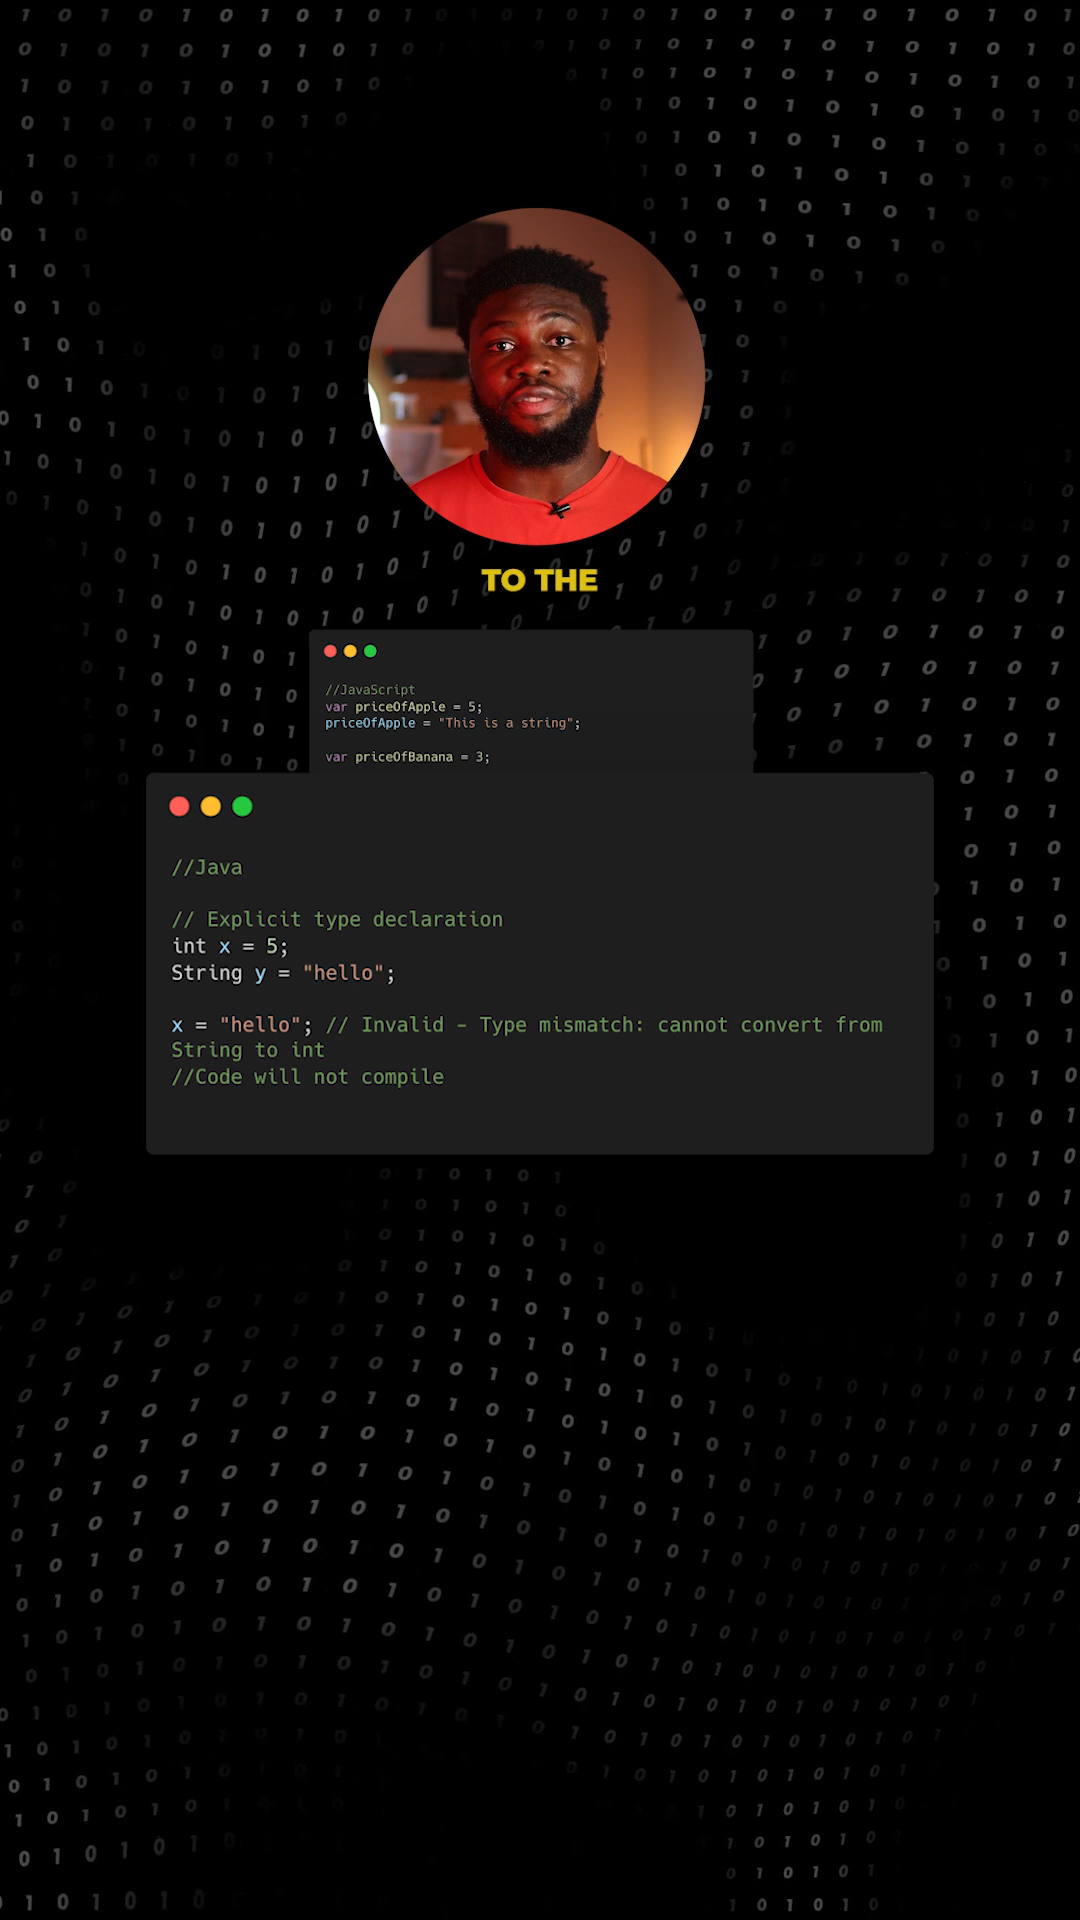 TO THE
//JavaScript
var priceOfApple = 5;
priceOfApple = "This is a string";
var priceOfBanana = 3;
//Java
// Explicit type declaration
int x = 5;
String y = "hello";
x = "hello"; // Invalid - Type mismatch: cannot convert from
String to int
//Code will not compile